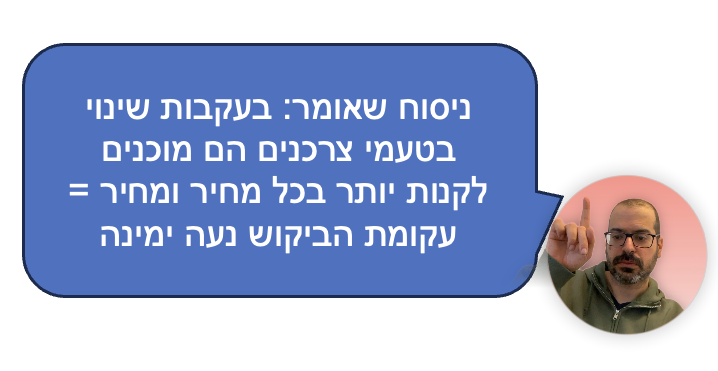 ניסוח שאומר: בעקבות שינוי
בטעמי צרכנים הם מוכנים
לקנות יותר בכל מחיר ומחיר =
עקומת הביקוש נעה ימינה